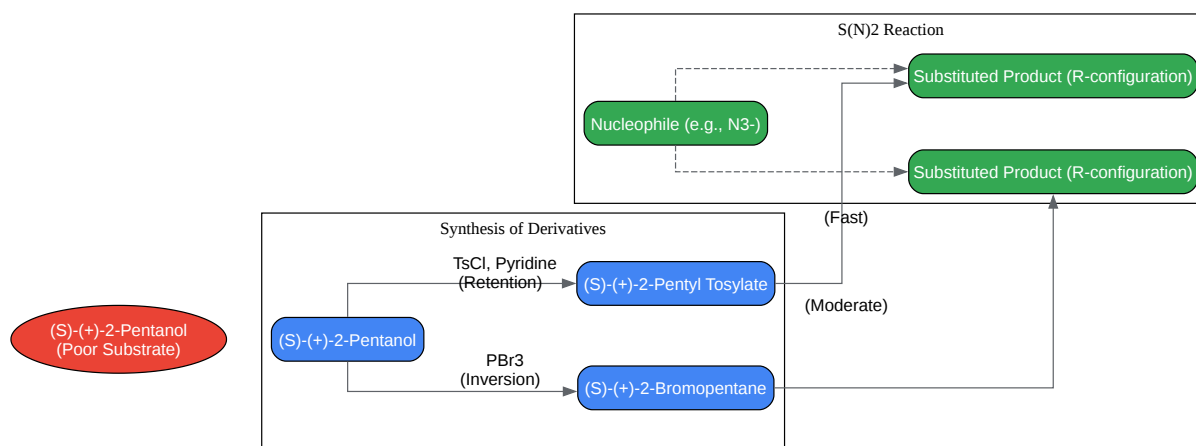 S(N)2 Reaction
Substituted Product (R-configuration)
Nucleophile (e.g., N3-)
Substituted Product (R-configuration)
(Fast)
Synthesis of Derivatives
TsCl, Pyridine
(Retention)
(S)-(+)-2-Pentyl Tosylate
(Moderate)
(S)-(+)-2-Pentanol
(Poor Substrate)
(S)-(+)-2-Pentanol
PBr3
(Inversion)
(S)-(+)-2-Bromopentane